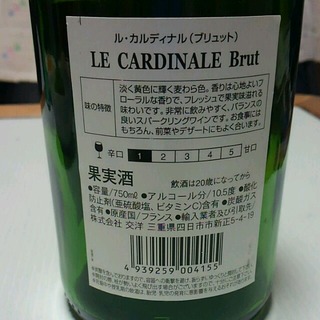 ル・カルディナル(ブリュット)
LE CARDINALE Brut
味の特徴
淡く黄色に輝く麦わら色。香りは心地よいフ
ローラルな香りで、フレッシュで果実味溢れる
味わいです。非常に飲みやすく、バランスの
良いスパークリングワインです。お食事には
もちろん、前菜やデザートにもよく合います。
辛口 1 2 3 4 5 甘口
果実酒 飲酒は20歳になってから
●容量/750ml ●アルコール分/10.5度 ●酸化
防止剤(亜硫酸塩、ビタミンC)含有 ●炭酸ガス
含有 ●原産国/フランス ●輸入業者及び引取先/
株式会社 交洋 三重県四日市市新正5-4-19
4 939259 004155